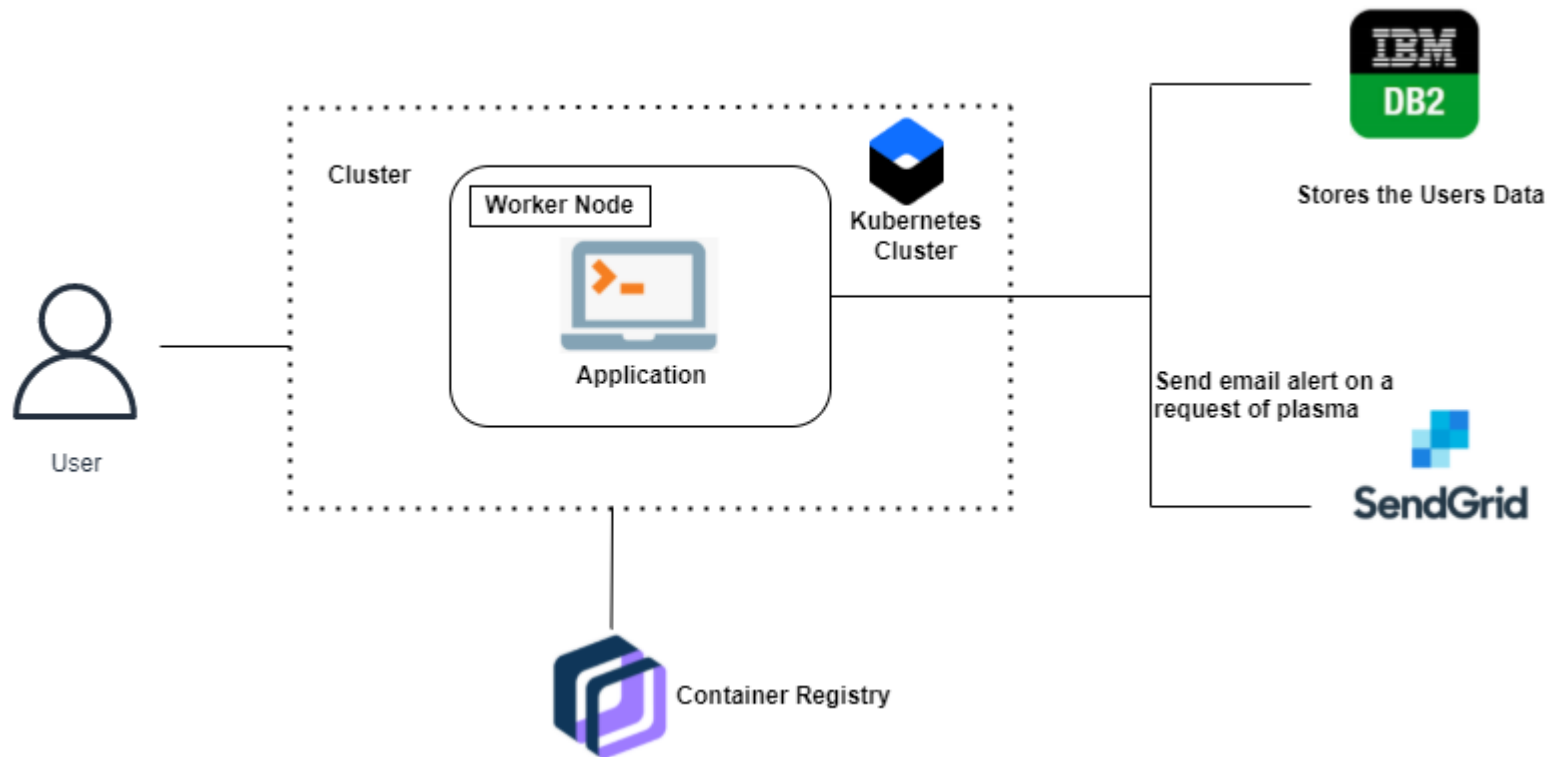 IBM
DB2
Stores the Users Data
Cluster
Worker Node
Kubernetes
Cluster
Application
User
Send email alert on a
request of plasma
SendGrid
Container Registry